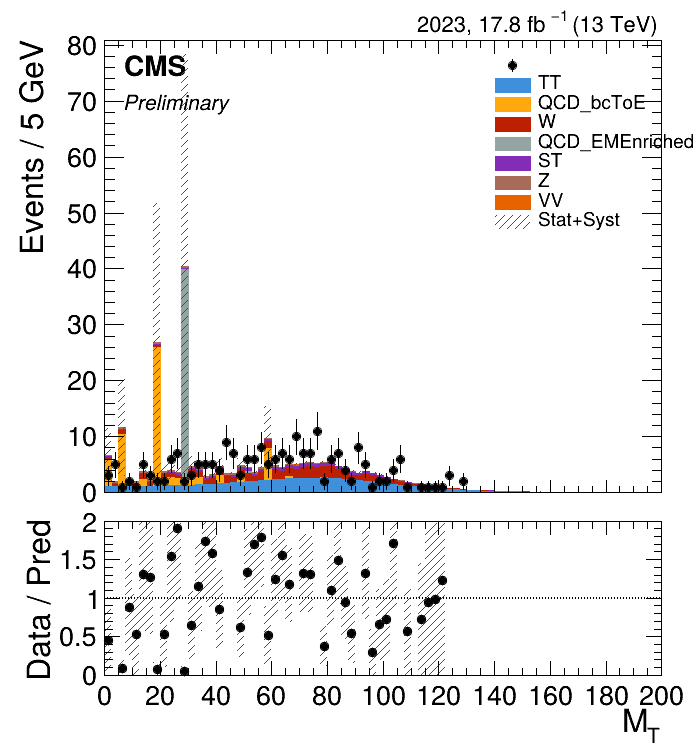 2023, 17.8 fb⁻¹ (13 TeV)
CMS
Preliminary
TT
QCD_bcToE
W
QCD_EMEnriched
ST
Z
VV
Stat+Syst
Events / 5 GeV
80
70
60
50
40
30
20
10
0
Data / Pred
2
1.5
1
0.5
0
0 20 40 60 80 100 120 140 160 180 200
M_T